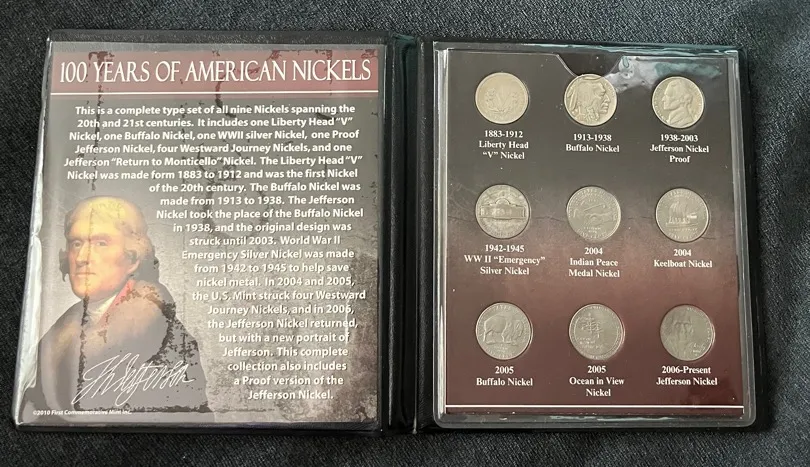 100 YEARS OF AMERICAN NICKELS
This is a complete type set of all nine Nickels spanning the
20th and 21st centuries. It includes one Liberty Head "V"
Nickel, one Buffalo Nickel, one WWII silver Nickel, one Proof
Jefferson Nickel, four Westward Journey Nickels, and one
Jefferson "Return to Monticello" Nickel. The Liberty Head "V"
Nickel was made form 1883 to 1912 and was the first Nickel
of the 20th century. The Buffalo Nickel was
made from 1913 to 1938. The Jefferson
Nickel took the place of the Buffalo Nickel
in 1938, and the original design was
struck until 2003. World War II
Emergency Silver Nickel was made
from 1942 to 1945 to help save
nickel metal. In 2004 and 2005,
the U.S. Mint struck four Westward
Journey Nickels, and in 2006,
the Jefferson Nickel returned,
but with a new portrait of
Jefferson. This complete
collection also includes
a Proof version of the
Jefferson Nickel.
Th Jefferson
©2010 First Commemorative Mint Inc.
1883-1912
Liberty Head
"V" Nickel
1913-1938
Buffalo Nickel
1938-2003
Jefferson Nickel
Proof
1942-1945
WW II "Emergency"
Silver Nickel
2004
Indian Peace
Medal Nickel
2004
Keelboat Nickel
2005
Buffalo Nickel
2005
Ocean in View
Nickel
2006-Present
Jefferson Nickel